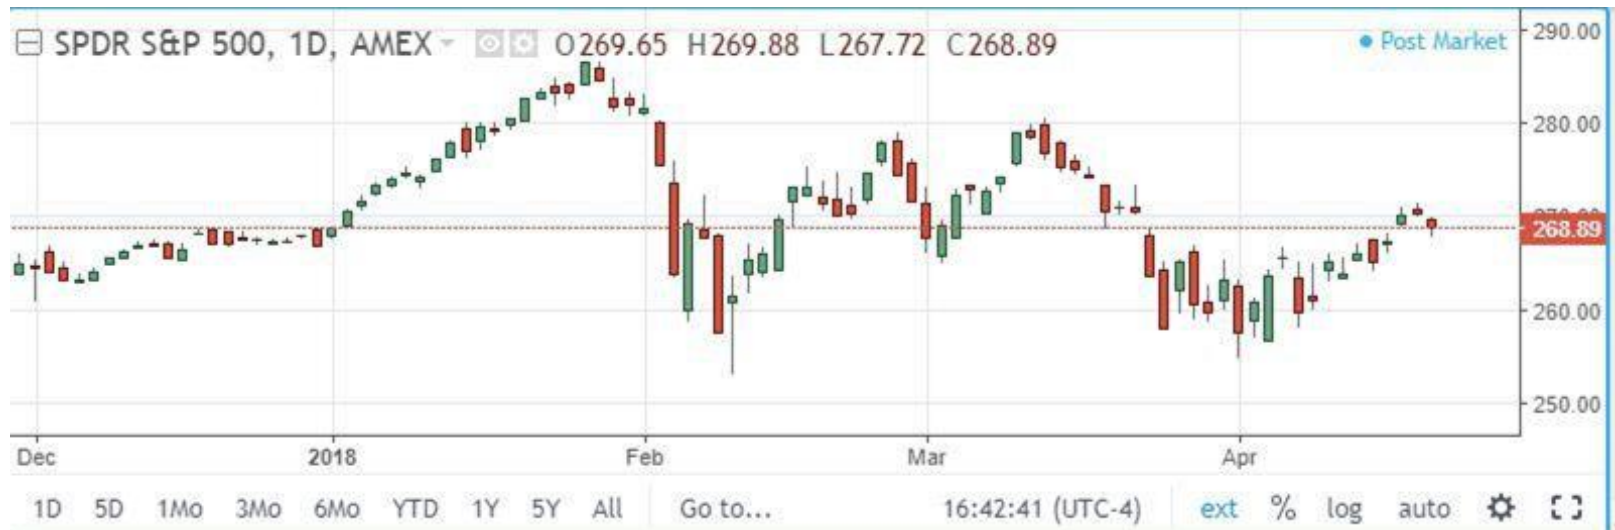 SPDR S&P 500, 1D, AMEX O269.65 H269.88 L267.72 C268.89
Post Market
290.00
280.00
270.00
268.89
260.00
250.00
Dec 2018 Feb Mar Apr
1D 5D 1Mo 3Mo 6Mo YTD 1Y 5Y All Go to... 16:42:41 (UTC-4) ext % log auto